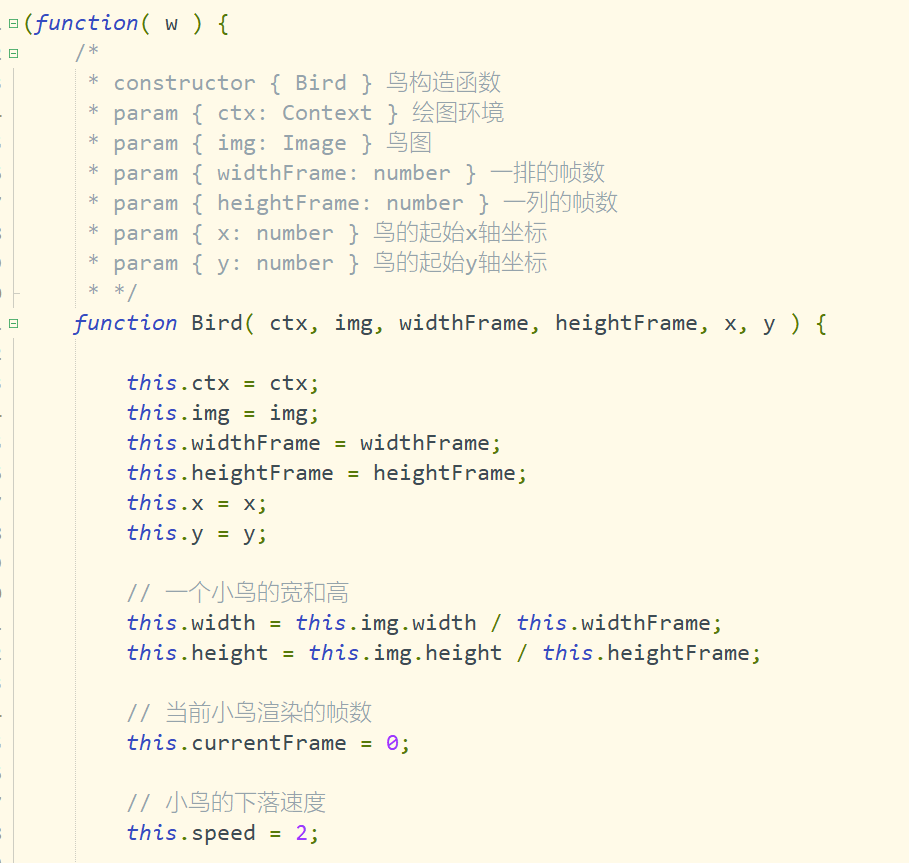 (function( w ) {
/*
* constructor { Bird } 鸟构造函数
* param { ctx: Context } 绘图环境
* param { img: Image } 鸟图
* param { widthFrame: number } 一排的帧数
* param { heightFrame: number } 一列的帧数
* param { x: number } 鸟的起始x轴坐标
* param { y: number } 鸟的起始y轴坐标
* */
function Bird( ctx, img, widthFrame, heightFrame, x, y ) {
this.ctx = ctx;
this.img = img;
this.widthFrame = widthFrame;
this.heightFrame = heightFrame;
this.x = x;
this.y = y;
// 一个小鸟的宽和高
this.width = this.img.width / this.widthFrame;
this.height = this.img.height / this.heightFrame;
// 当前小鸟渲染的帧数
this.currentFrame = 0;
// 小鸟的下落速度
this.speed = 2;